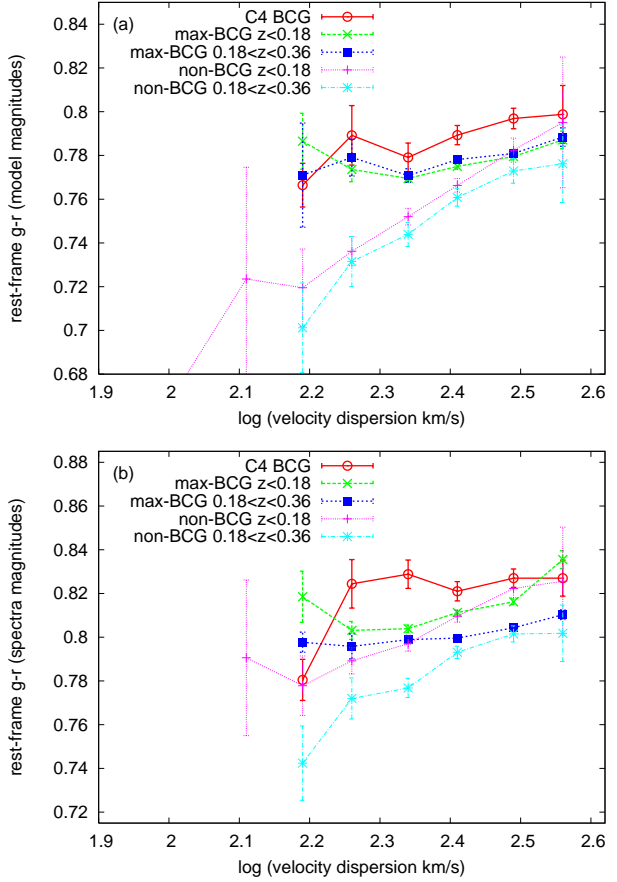 (a)
C4 BCG
max-BCG z<0.18
max-BCG 0.18<z<0.36
non-BCG z<0.18
non-BCG 0.18<z<0.36
0.84
0.82
0.8
0.78
0.76
0.74
0.72
0.7
0.68
rest-frame g-r (model magnitudes)
1.9 2 2.1 2.2 2.3 2.4 2.5 2.6
log (velocity dispersion km/s)
(b)
C4 BCG
max-BCG z<0.18
max-BCG 0.18<z<0.36
non-BCG z<0.18
non-BCG 0.18<z<0.36
0.88
0.86
0.84
0.82
0.8
0.78
0.76
0.74
0.72
rest-frame g-r (spectra magnitudes)
1.9 2 2.1 2.2 2.3 2.4 2.5 2.6
log (velocity dispersion km/s)